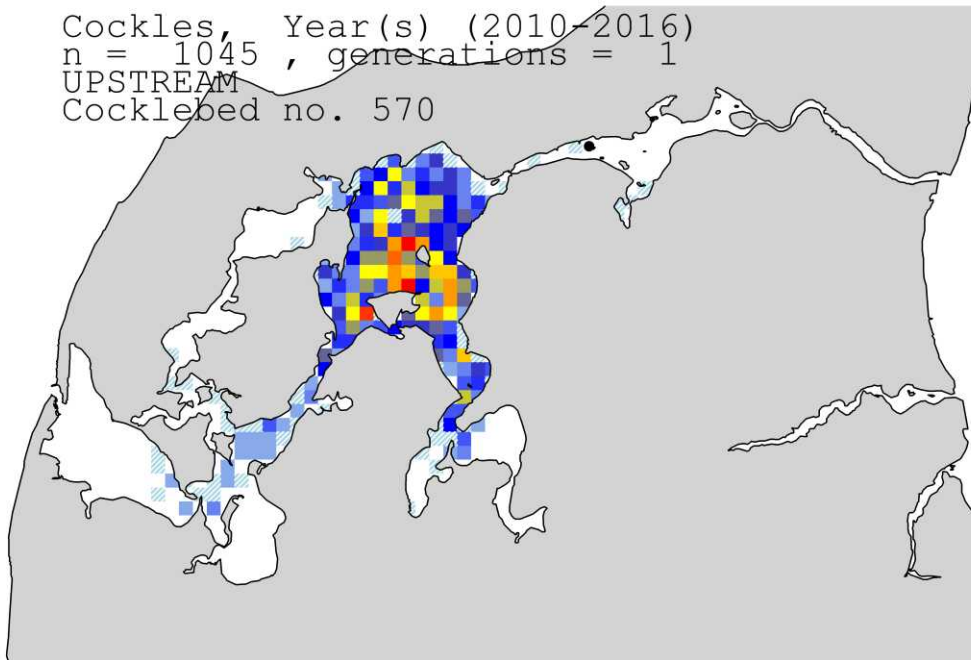 Cockles, Year(s) (2010-2016)
n = 1045 , generations = 1
UPSTREAM
Cocklebed no. 570